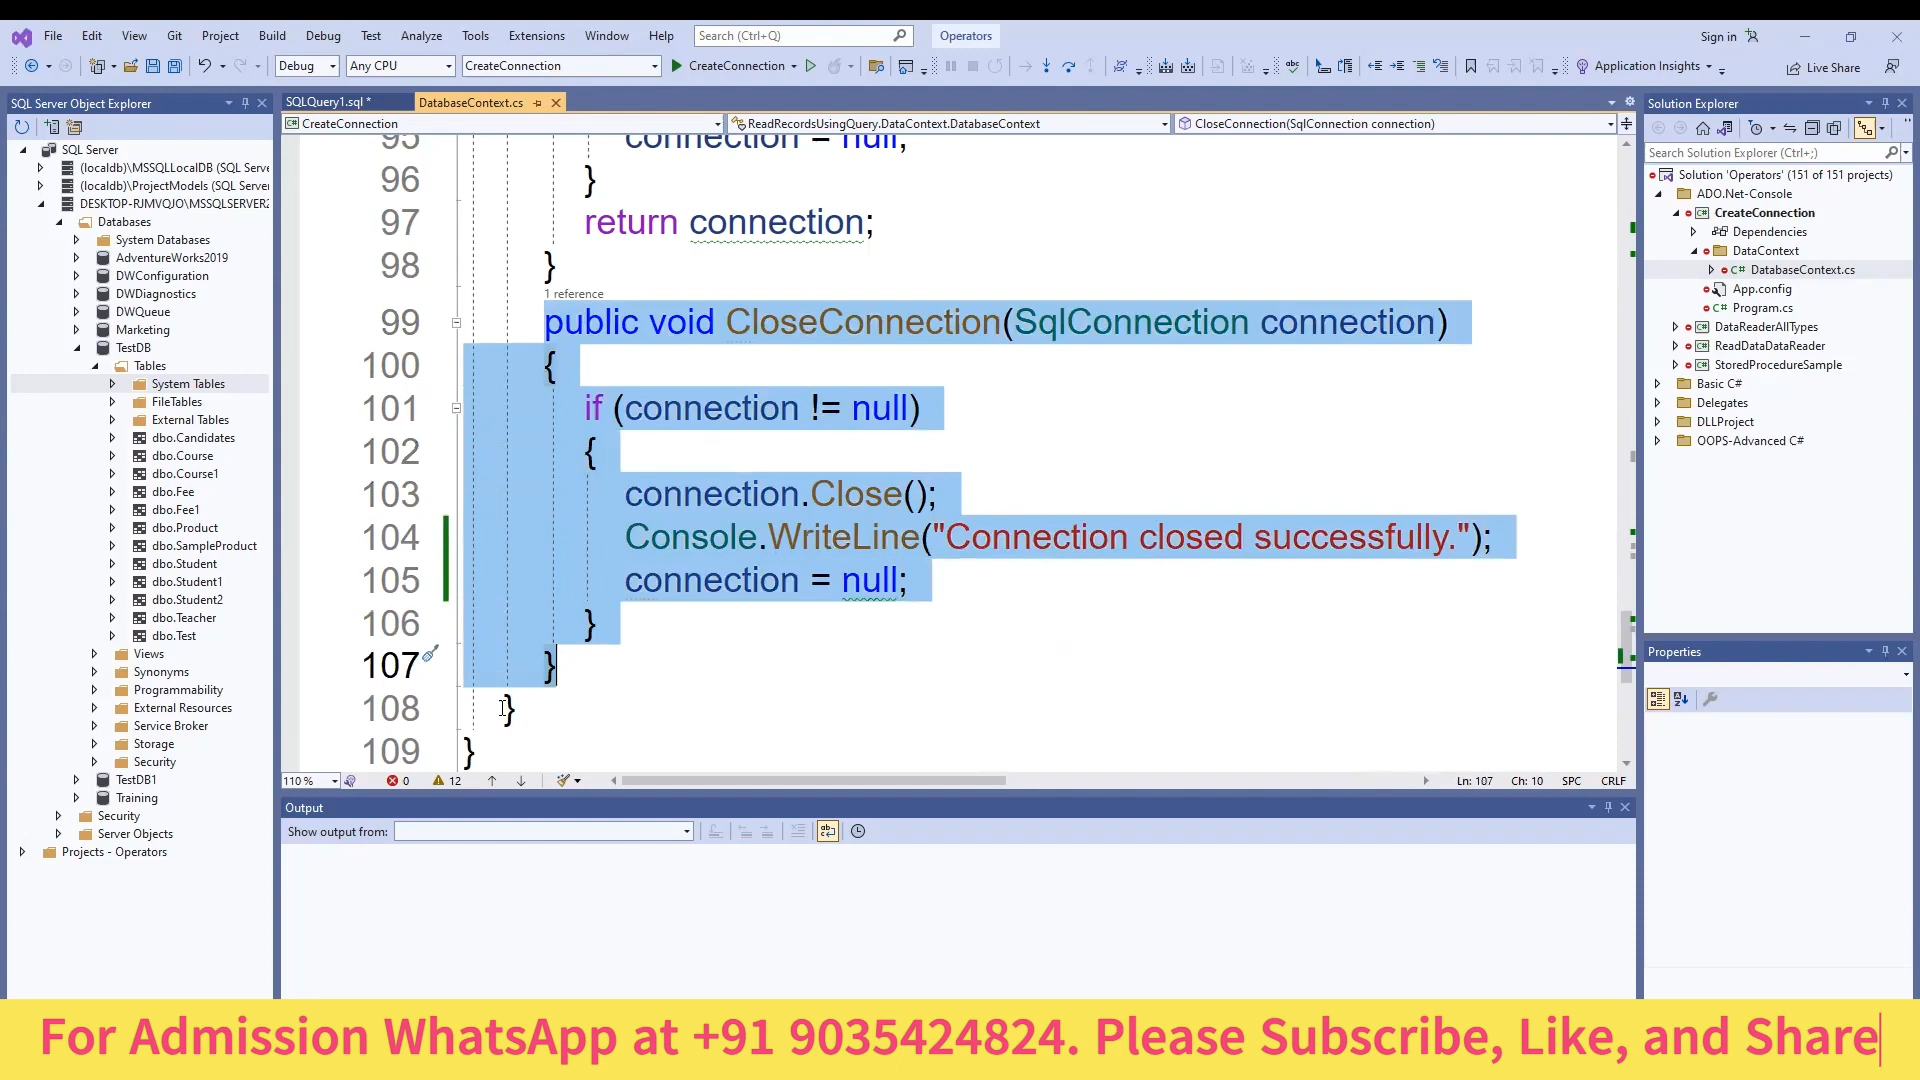 File Edit View Git Project Build Debug Test Analyze Tools Extensions Window Help Search (Ctrl+Q) Operators Sign in
Debug Any CPU CreateConnection CreateConnection Application Insights Live Share
SQL Server Object Explorer
SQL Server
(localdb)\MSSQLLocalDB (SQL Serve
(localdb)\ProjectModels (SQL Server
DESKTOP-RJMVQJO\MSSQLSERVER2
Databases
System Databases
AdventureWorks2019
DWConfiguration
DWDiagnostics
DWQueue
Marketing
TestDB
Tables
System Tables
FileTables
External Tables
dbo.Candidates
dbo.Course
dbo.Course1
dbo.Fee
dbo.Fee1
dbo.Product
dbo.SampleProduct
dbo.Student
dbo.Student1
dbo.Student2
dbo.Teacher
dbo.Test
Views
Synonyms
Programmability
External Resources
Service Broker
Storage
Security
TestDB1
Training
Security
Server Objects
Projects - Operators
SQLQuery1.sql * DatabaseContext.cs
CreateConnection ReadRecordsUsingQuery.DataContext.DatabaseContext CloseConnection(SqlConnection connection)
95 connection = null;
96 }
97 return connection;
98 }
1 reference
99 public void CloseConnection(SqlConnection connection)
100 {
101 if (connection != null)
102 {
103 connection.Close();
104 Console.WriteLine("Connection closed successfully.");
105 connection = null;
106 }
107 }
108 }
109 }
110 % 0 12 Ln: 107 Ch: 10 SPC CRLF
Output
Show output from:
Solution Explorer
Search Solution Explorer (Ctrl+;)
Solution 'Operators' (151 of 151 projects)
ADO.Net-Console
CreateConnection
Dependencies
DataContext
C# DatabaseContext.cs
App.config
C# Program.cs
DataReaderAllTypes
ReadDataDataReader
StoredProcedureSample
Basic C#
Delegates
DLLProject
OOPS-Advanced C#
Properties
For Admission WhatsApp at +91 9035424824. Please Subscribe, Like, and Share